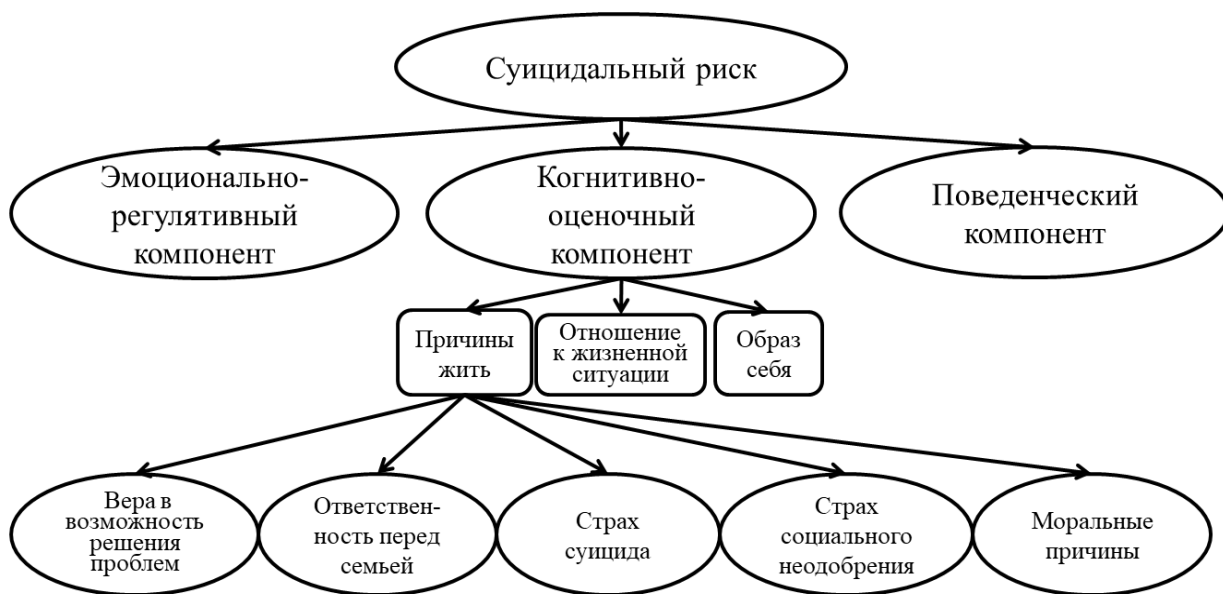 Суицидальный риск
Эмоционально-
регулятивный
компонент
Когнитивно-
оценочный
компонент
Поведенческий
компонент
Причины
жить
Отношение
к жизненной
ситуации
Образ
себя
Вера в
возможность
решения
проблем
Ответствен-
ность перед
семьей
Страх
суицида
Страх
социального
неодобрения
Моральные
причины